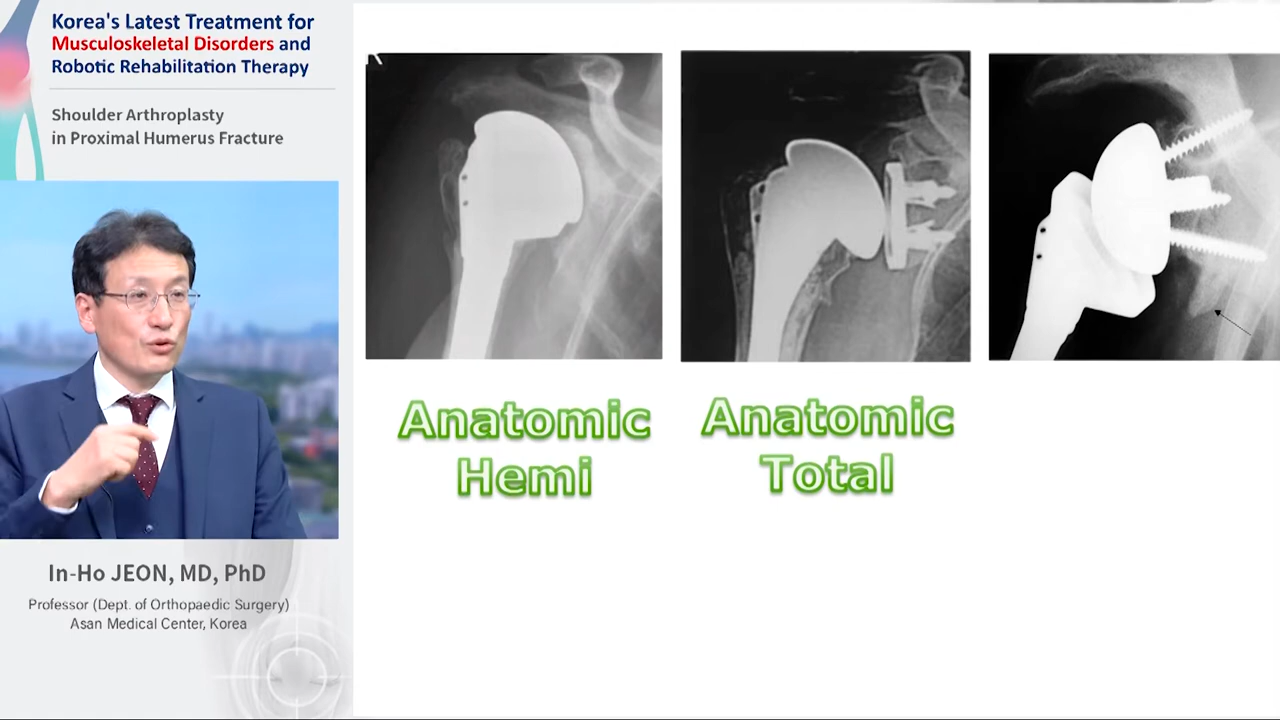 Korea's Latest Treatment for
Musculoskeletal Disorders and
Robotic Rehabilitation Therapy
Shoulder Arthroplasty
in Proximal Humerus Fracture
In-Ho JEON, MD, PhD
Professor (Dept. of Orthopaedic Surgery)
Asan Medical Center, Korea
Anatomic
Hemi
Anatomic
Total